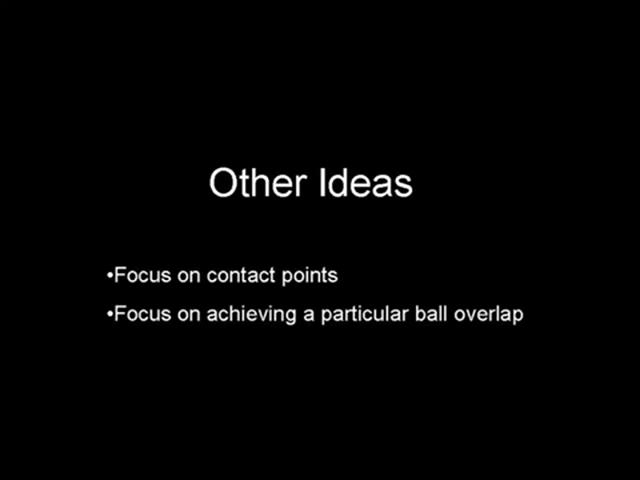 Other Ideas
•Focus on contact points
•Focus on achieving a particular ball overlap